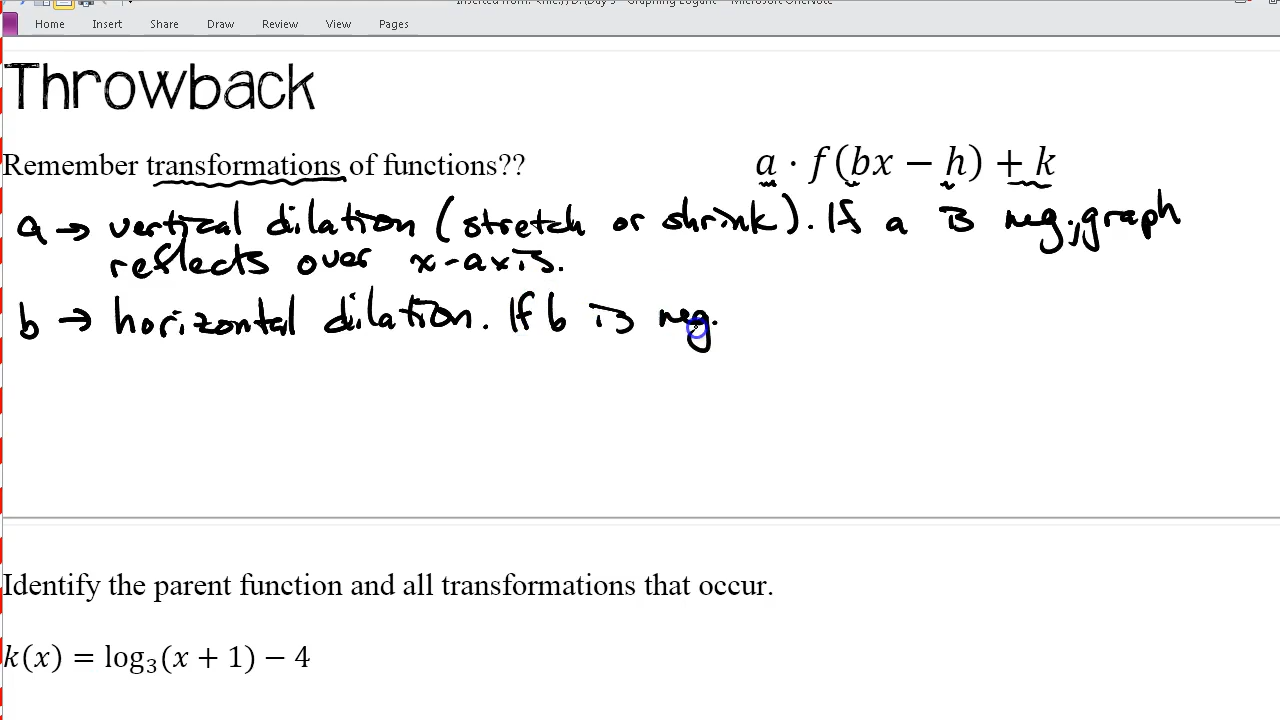 Home Insert Share Draw Review View Pages
Throwback
Remember transformations of functions??
a · f(bx − h) + k
a → vertical dilation (stretch or shrink). If a is neg., graph
reflects over x-axis.
b → horizontal dilation. If b is neg.
Identify the parent function and all transformations that occur.
k(x) = log₃(x + 1) − 4